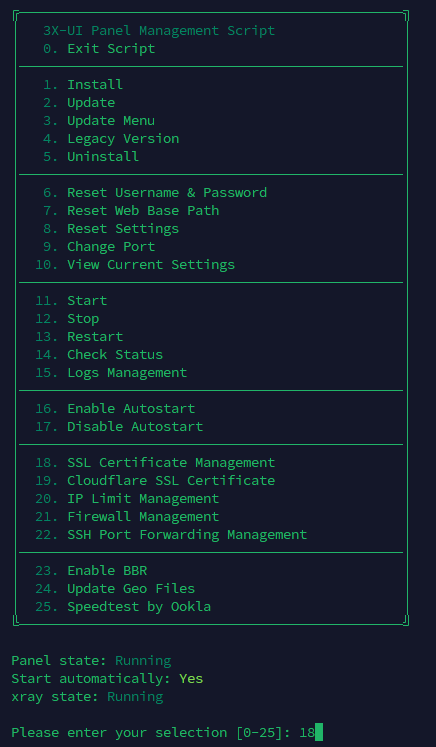 3X-UI Panel Management Script
0. Exit Script
1. Install
2. Update
3. Update Menu
4. Legacy Version
5. Uninstall
6. Reset Username & Password
7. Reset Web Base Path
8. Reset Settings
9. Change Port
10. View Current Settings
11. Start
12. Stop
13. Restart
14. Check Status
15. Logs Management
16. Enable Autostart
17. Disable Autostart
18. SSL Certificate Management
19. Cloudflare SSL Certificate
20. IP Limit Management
21. Firewall Management
22. SSH Port Forwarding Management
23. Enable BBR
24. Update Geo Files
25. Speedtest by Ookla
Panel state: Running
Start automatically: Yes
xray state: Running
Please enter your selection [0-25]: 18